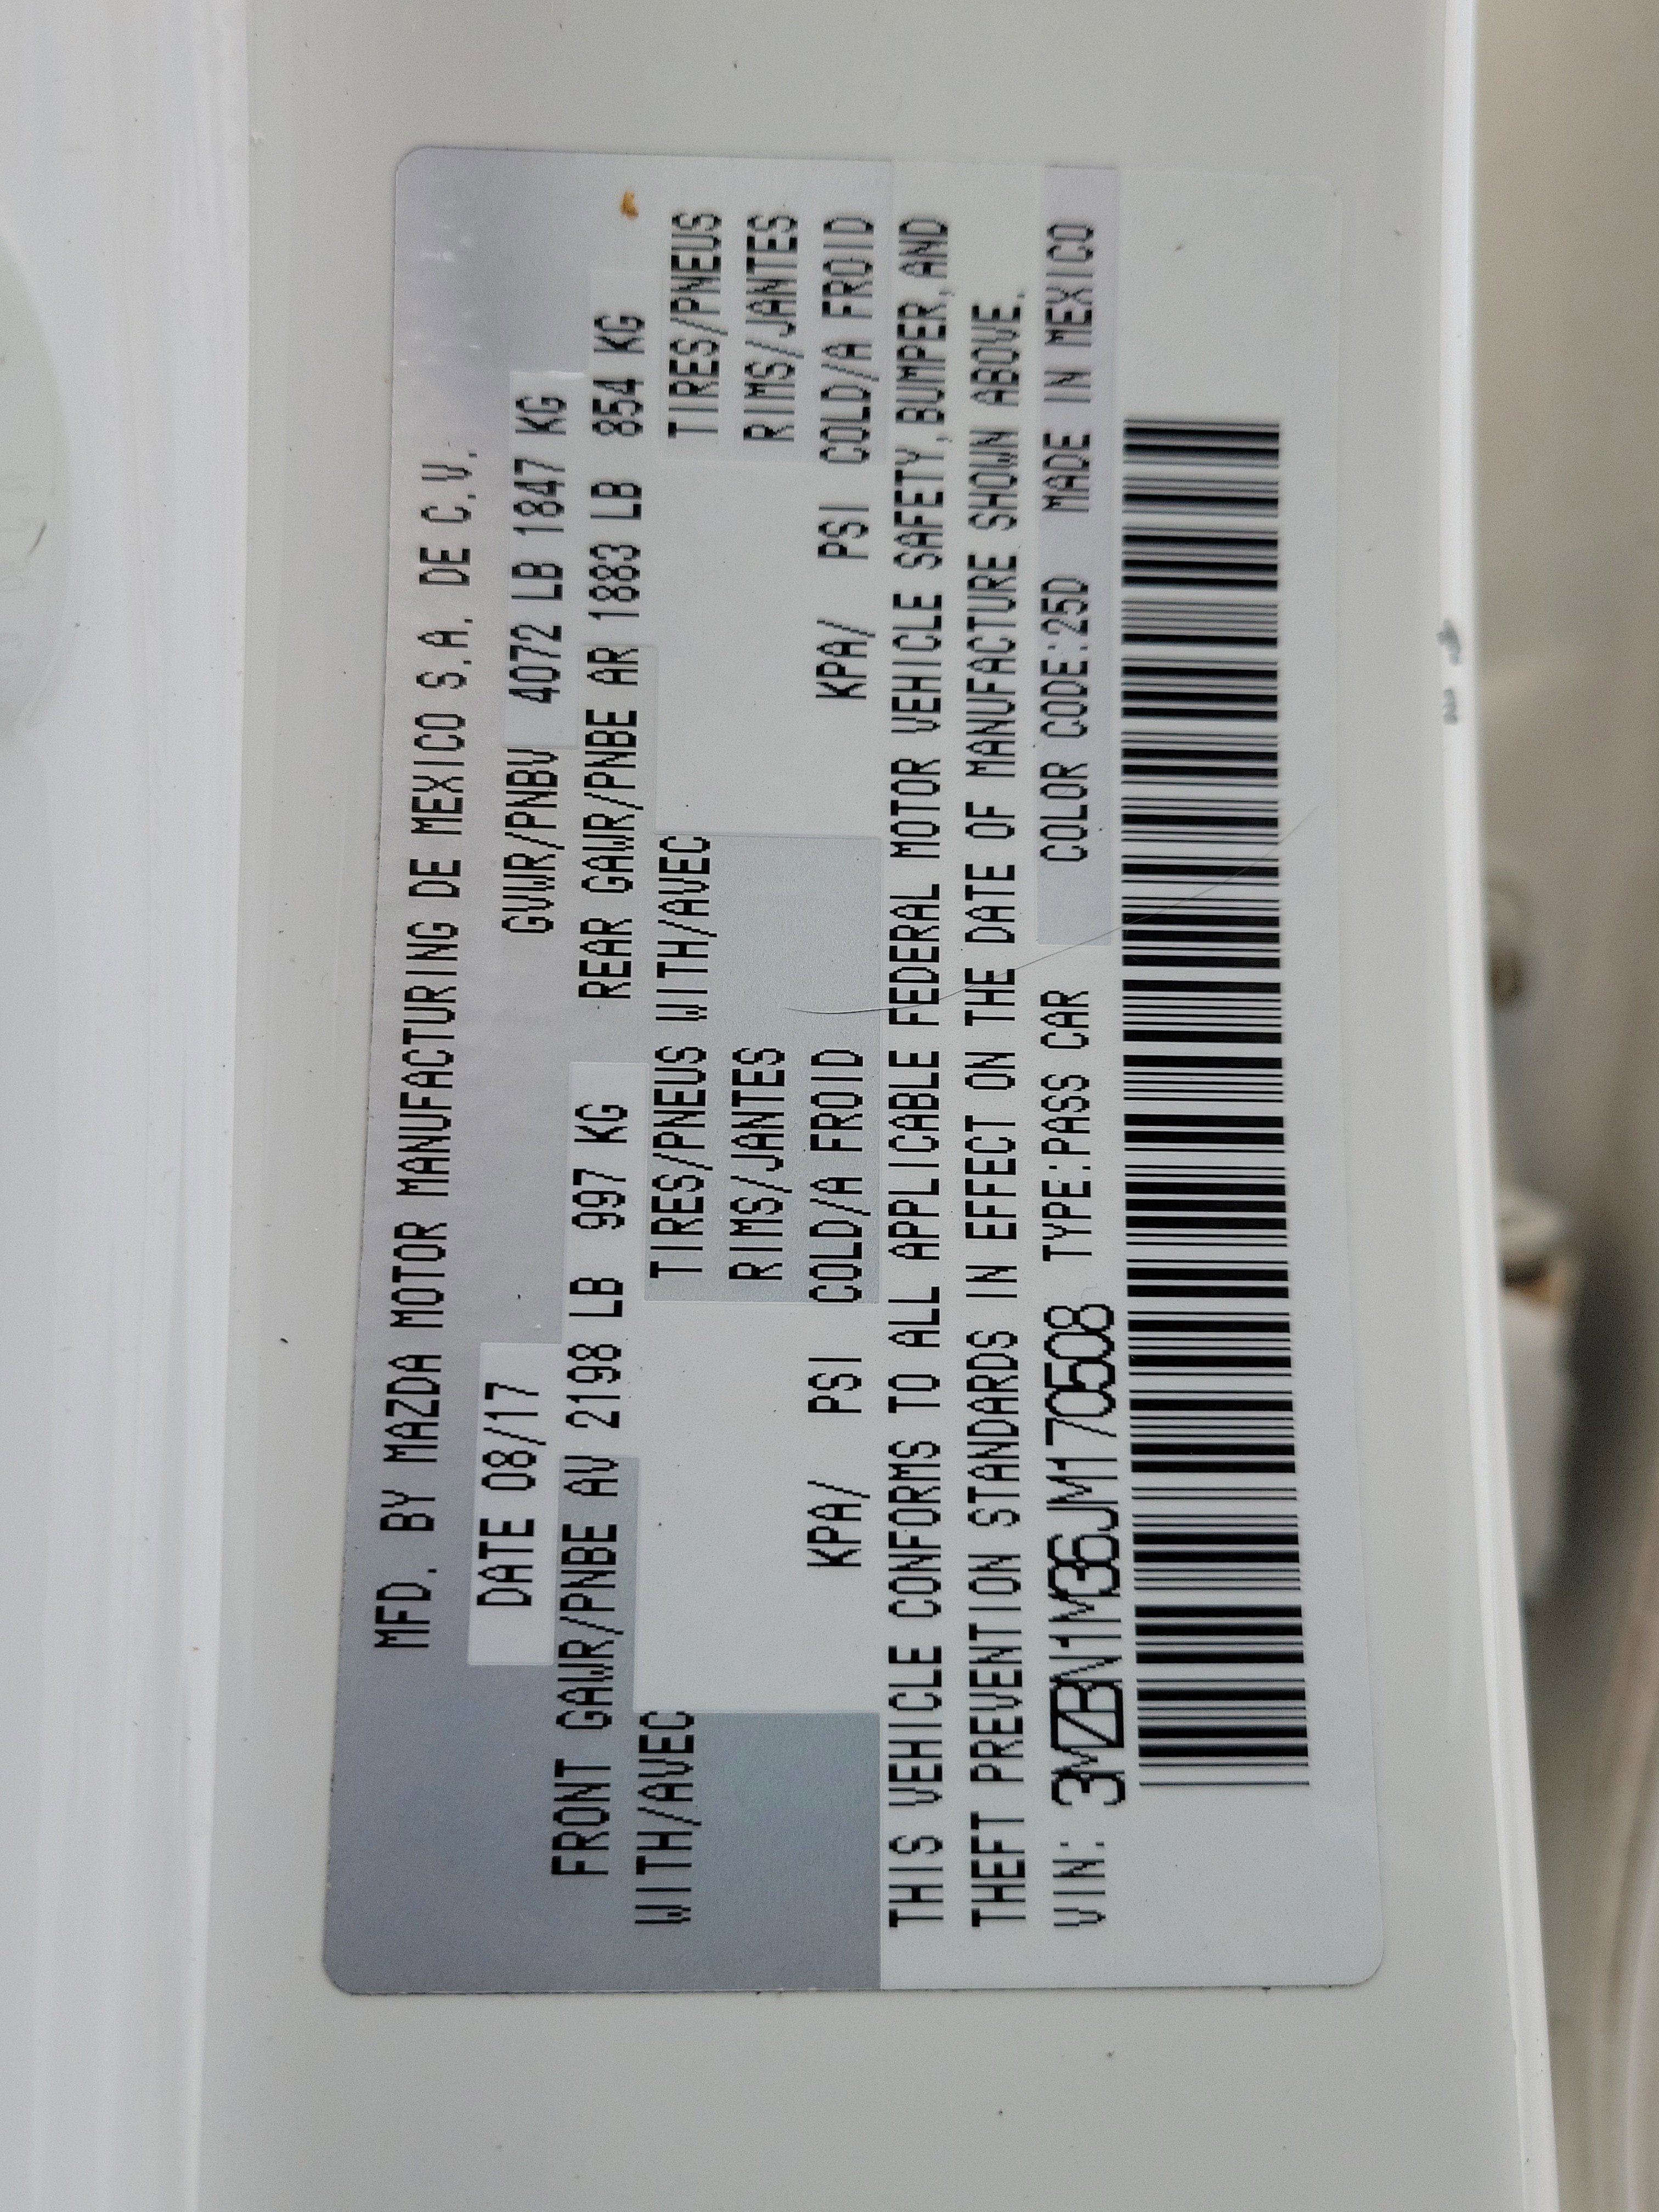 MFD. BY MAZDA MOTOR MANUFACTURING DE MEXICO S.A. DE C.V.
DATE 08/17 GVWR/PNBV 4072 LB 1847 KG
FRONT GAWR/PNBE AV 2198 LB 997 KG REAR GAWR/PNBE AR 1883 LB 854 KG
WITH/AVEC TIRES/PNEUS WITH/AVEC TIRES/PNEUS
RIMS/JANTES RIMS/JANTES
KPA/ PSI COLD/A FROID KPA/ PSI COLD/A FROID
THIS VEHICLE CONFORMS TO ALL APPLICABLE FEDERAL MOTOR VEHICLE SAFETY,BUMPER,AND
THEFT PREVENTION STANDARDS IN EFFECT ON THE DATE OF MANUFACTURE SHOWN ABOVE.
VIN: 3MZBN1M36JM170508 TYPE:PASS CAR COLOR CODE:25D MADE IN MEXICO